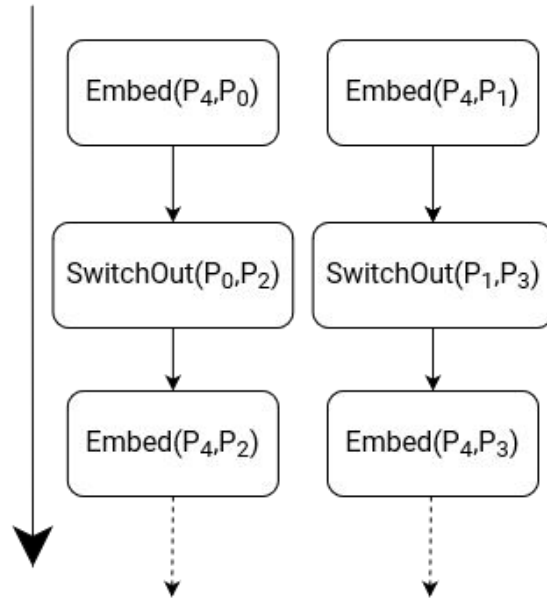 Embed(P₄,P₀)
Embed(P₄,P₁)
SwitchOut(P₀,P₂)
SwitchOut(P₁,P₃)
Embed(P₄,P₂)
Embed(P₄,P₃)